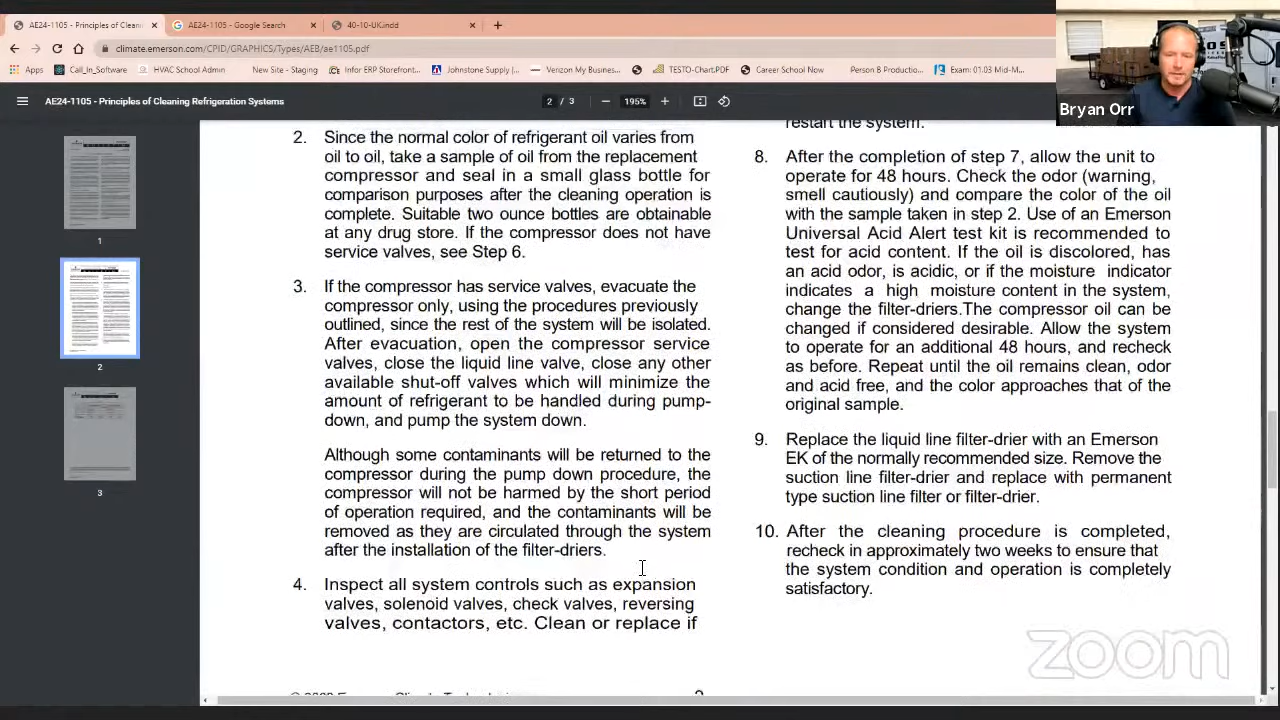 AE24-1105 - Principles of Clean
AE24-1105 - Google Search
40-10-UK.indd
climate.emerson.com/CPID/GRAPHICS/Types/AEB/ae1105.pdf
Apps
Call_In_Software
HVAC School Admin
New Site - Staging
Infor EPStorefront...
Johnstone Suppl...
Verizon My Busines...
TESTO-Chart.PDF
Career School Now
Person B Productio...
Exam: 01.03 Mid-M...
AE24-1105 - Principles of Cleaning Refrigeration Systems
2 / 3
195%
Bryan Orr
1
2
3
2. Since the normal color of refrigerant oil varies from
oil to oil, take a sample of oil from the replacement
compressor and seal in a small glass bottle for
comparison purposes after the cleaning operation is
complete. Suitable two ounce bottles are obtainable
at any drug store. If the compressor does not have
service valves, see Step 6.
3. If the compressor has service valves, evacuate the
compressor only, using the procedures previously
outlined, since the rest of the system will be isolated.
After evacuation, open the compressor service
valves, close the liquid line valve, close any other
available shut-off valves which will minimize the
amount of refrigerant to be handled during pump-
down, and pump the system down.
Although some contaminants will be returned to the
compressor during the pump down procedure, the
compressor will not be harmed by the short period
of operation required, and the contaminants will be
removed as they are circulated through the system
after the installation of the filter-driers.
4. Inspect all system controls such as expansion
valves, solenoid valves, check valves, reversing
valves, contactors, etc. Clean or replace if
restart the system.
8. After the completion of step 7, allow the unit to
operate for 48 hours. Check the odor (warning,
smell cautiously) and compare the color of the oil
with the sample taken in step 2. Use of an Emerson
Universal Acid Alert test kit is recommended to
test for acid content. If the oil is discolored, has
an acid odor, is acidic, or if the moisture indicator
indicates a high moisture content in the system,
change the filter-driers.The compressor oil can be
changed if considered desirable. Allow the system
to operate for an additional 48 hours, and recheck
as before. Repeat until the oil remains clean, odor
and acid free, and the color approaches that of the
original sample.
9. Replace the liquid line filter-drier with an Emerson
EK of the normally recommended size. Remove the
suction line filter-drier and replace with permanent
type suction line filter or filter-drier.
10. After the cleaning procedure is completed,
recheck in approximately two weeks to ensure that
the system condition and operation is completely
satisfactory.
zoom